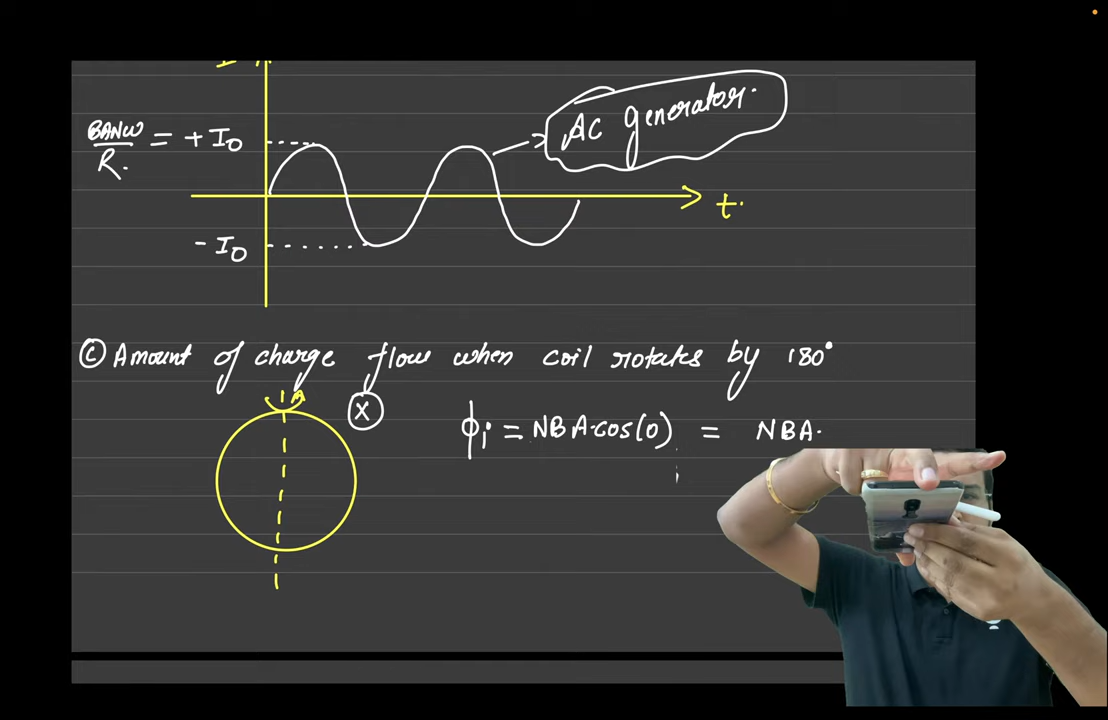 AC generator.
BANω/R. = + I₀
t.
- I₀
Ⓒ Amount of charge flow when coil rotates by 180°
X
ϕi = NBA.cos(0) = NBA.